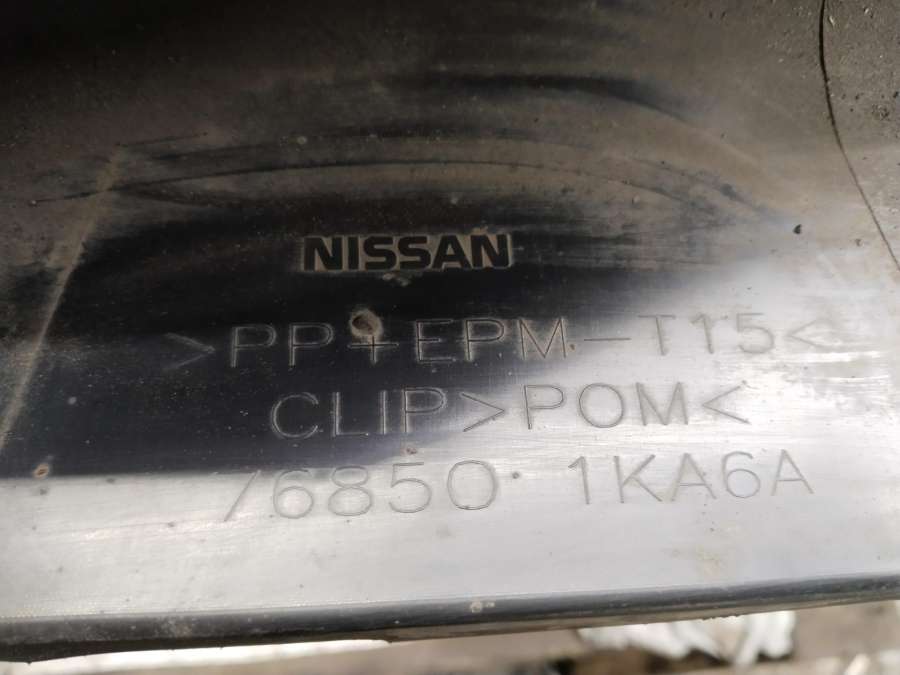 NISSAN
>PP+EPM-T15<
CLIP>POM<
76850 1KA6A